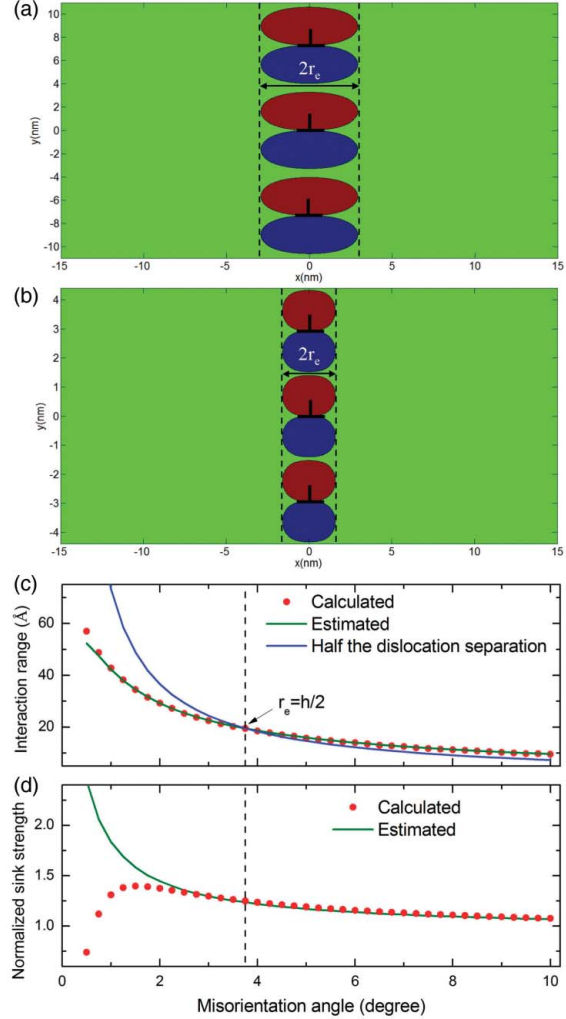 (a)
10
8
6
4
2
0
-2
-4
-6
-8
-10
y(nm)
2rₑ
-15 -10 -5 0 5 10 15
x(nm)
(b)
4
3
2
1
0
-1
-2
-3
-4
y(nm)
2rₑ
-15 -10 -5 0 5 10 15
x(nm)
(c)
60
40
20
Interaction range (Å)
Calculated
Estimated
Half the dislocation separation
rₑ=h/2
(d)
2.0
1.5
1.0
Normalized sink strength
Calculated
Estimated
0 2 4 6 8 10
Misorientation angle (degree)